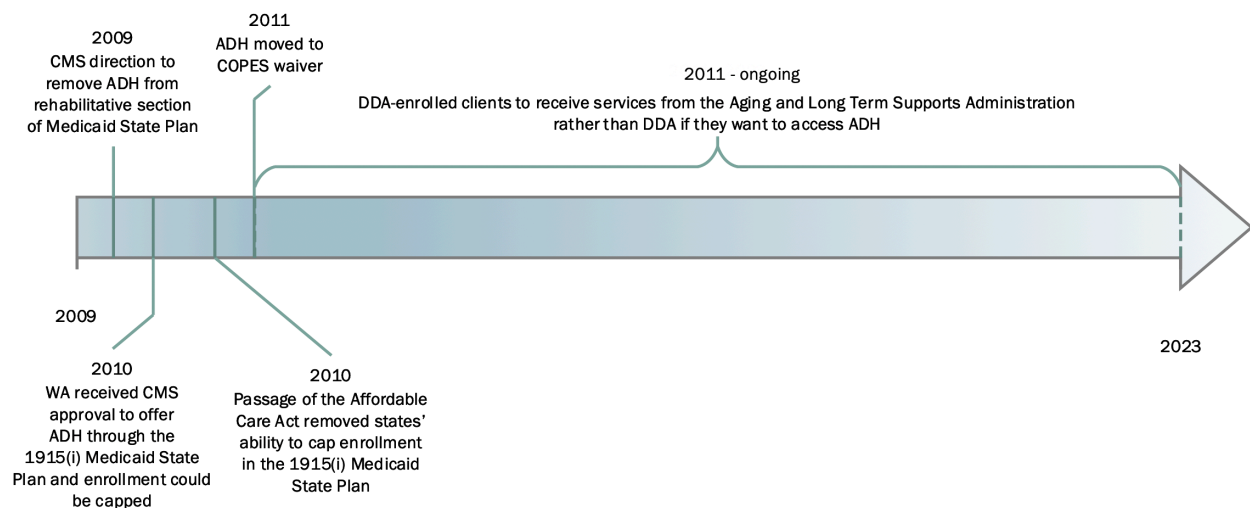 2009
CMS direction to
remove ADH from
rehabilitative section
of Medicaid State Plan
2011
ADH moved to
COPES waiver
2011 - ongoing
DDA-enrolled clients to receive services from the Aging and Long Term Supports Administration
rather than DDA if they want to access ADH
2009
2023
2010
WA received CMS
approval to offer
ADH through the
1915(i) Medicaid State
Plan and enrollment could
be capped
2010
Passage of the Affordable
Care Act removed states’
ability to cap enrollment
in the 1915(i) Medicaid
State Plan